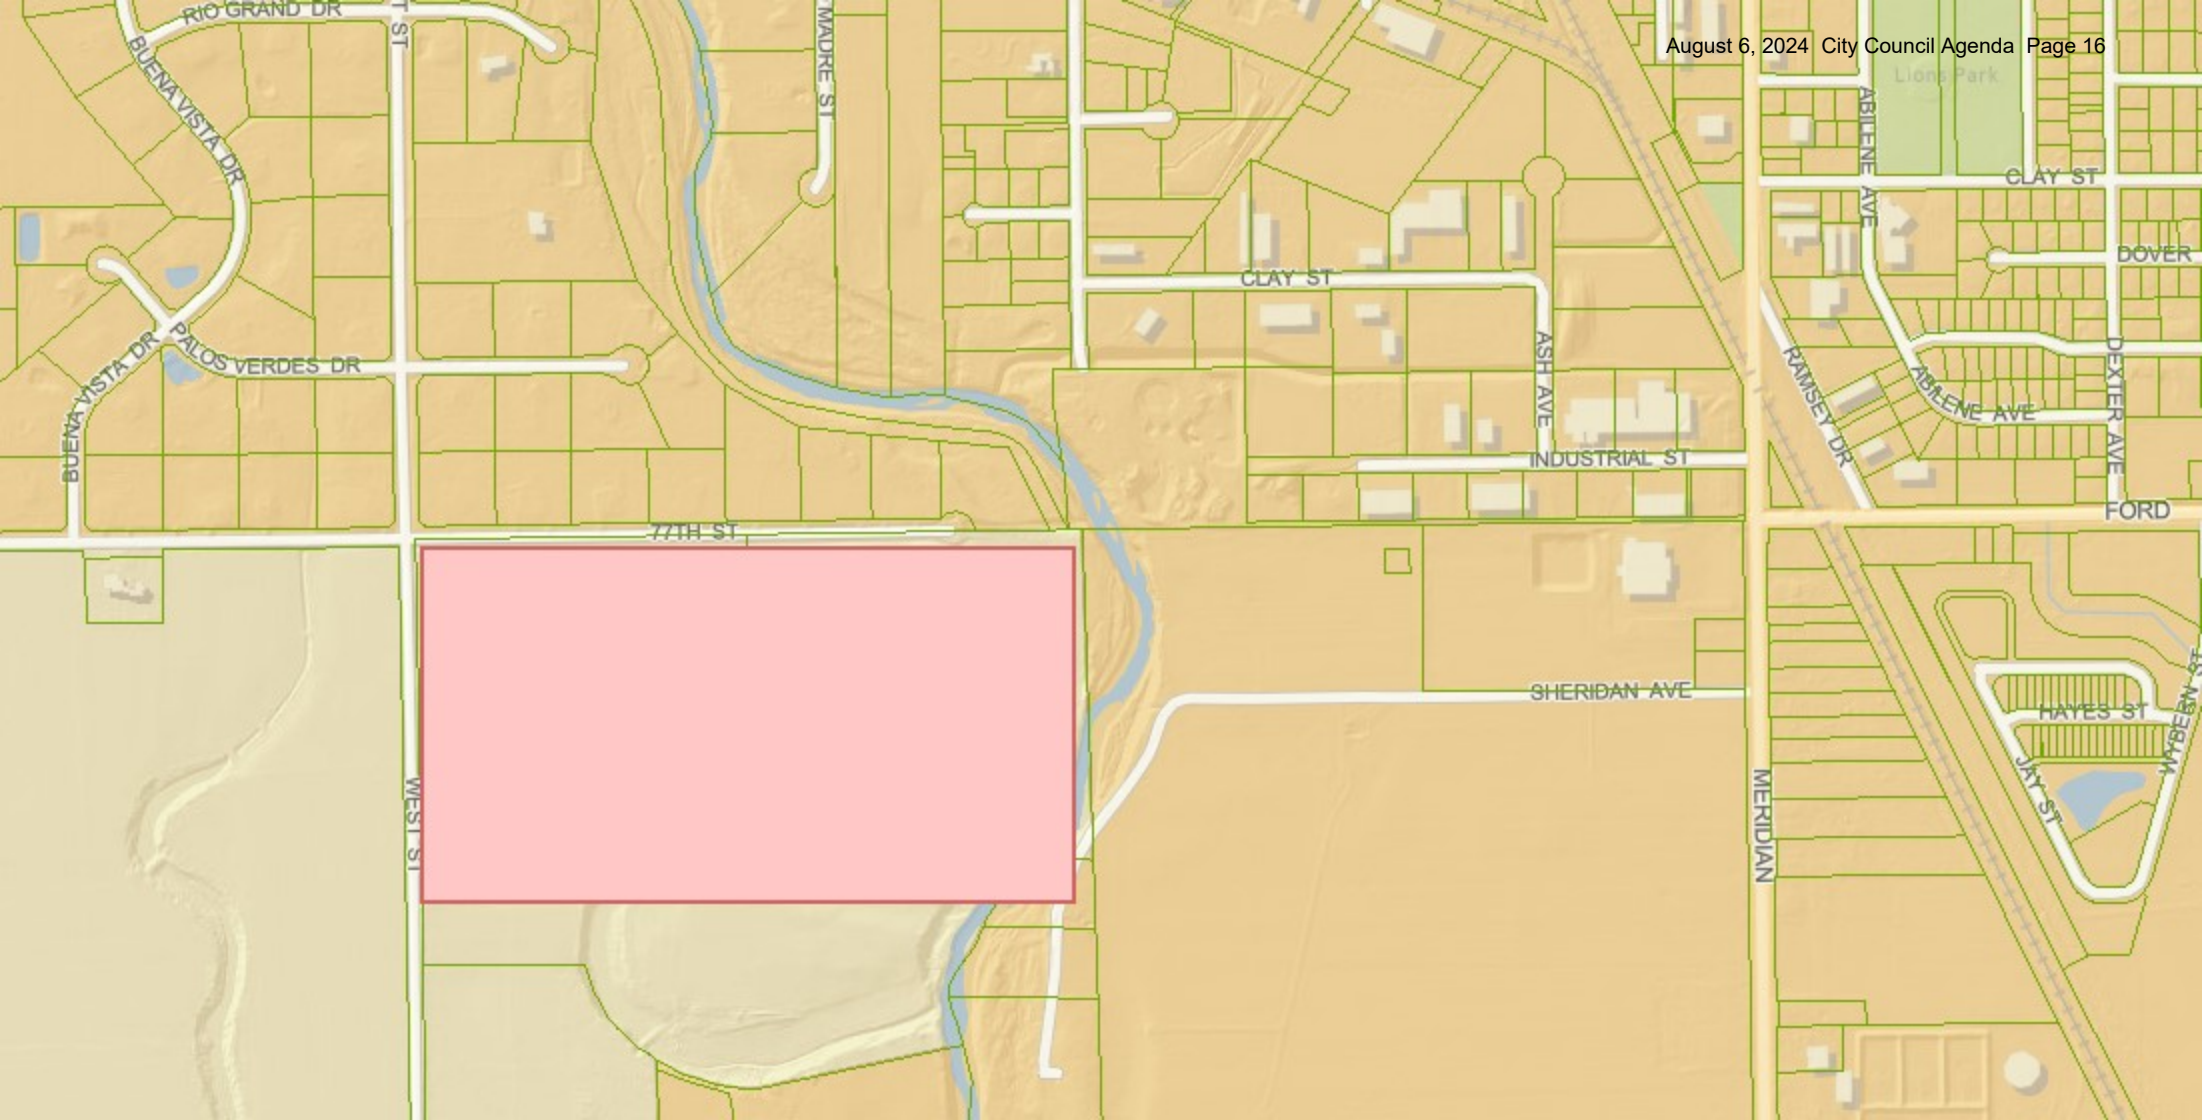 RIO GRAND DR
T ST
MADRE ST
August 6, 2024 City Council Agenda Page 16
Lions Park
BUENA VISTA DR
ABILENE AVE
CLAY ST
DOVER
CLAY ST
PALOS VERDES DR
BUENA VISTA DR
ASH AVE
RAMSEY DR
ABILENE AVE
DEXTER AVE
INDUSTRIAL ST
FORD
77TH ST
SHERIDAN AVE
HAYES ST
WYBERN ST
JAY ST
WEST ST
MERIDIAN